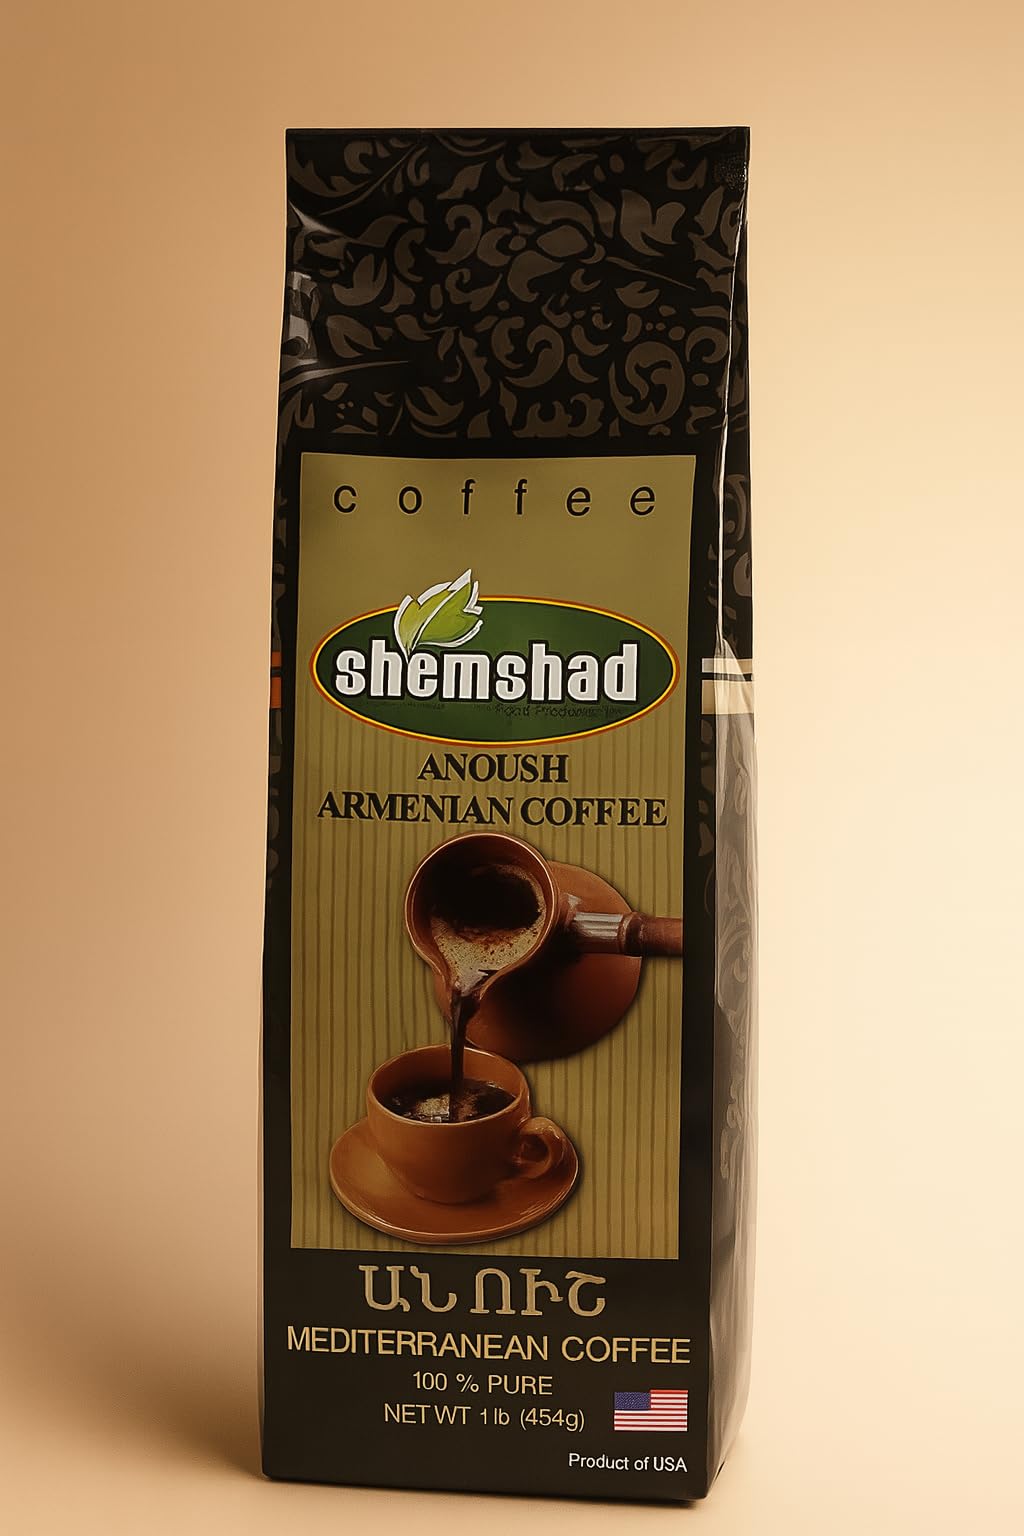 coffee
shemshad
ANOUSH
ARMENIAN COFFEE
ԱՆՈՒՇ
MEDITERRANEAN COFFEE
100 % PURE
NET WT 1 lb (454g)
Product of USA